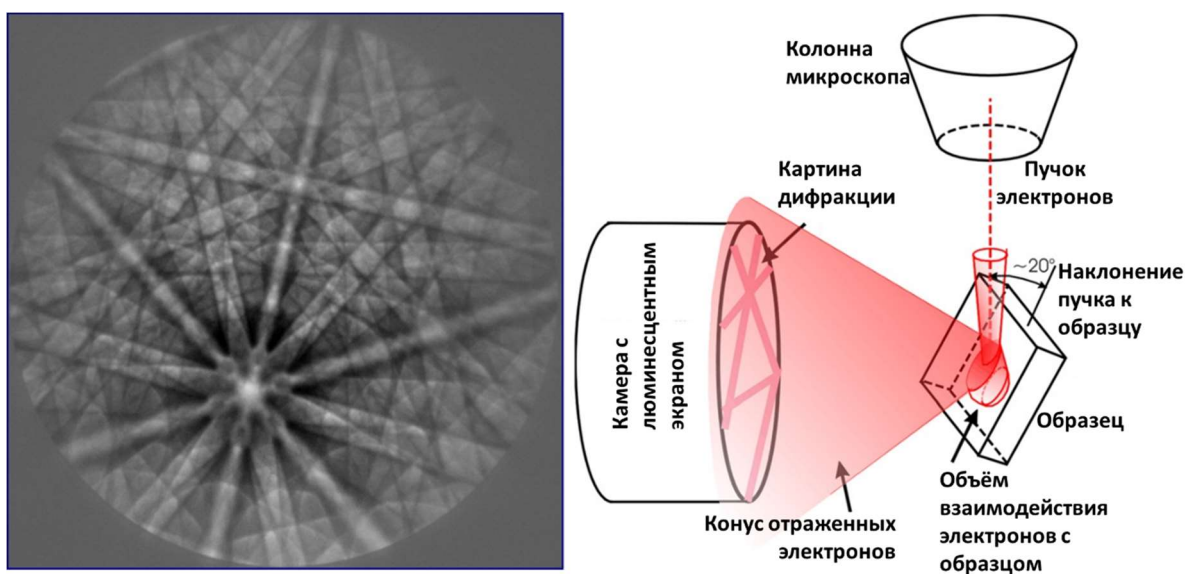 Колонна
микроскопа
Пучок
электронов
Картина
дифракции
Камера с
люминесцентным
экраном
~20°
Наклонение
пучка к
образцу
Образец
Объём
взаимодействия
электронов с
образцом
Конус отраженных
электронов